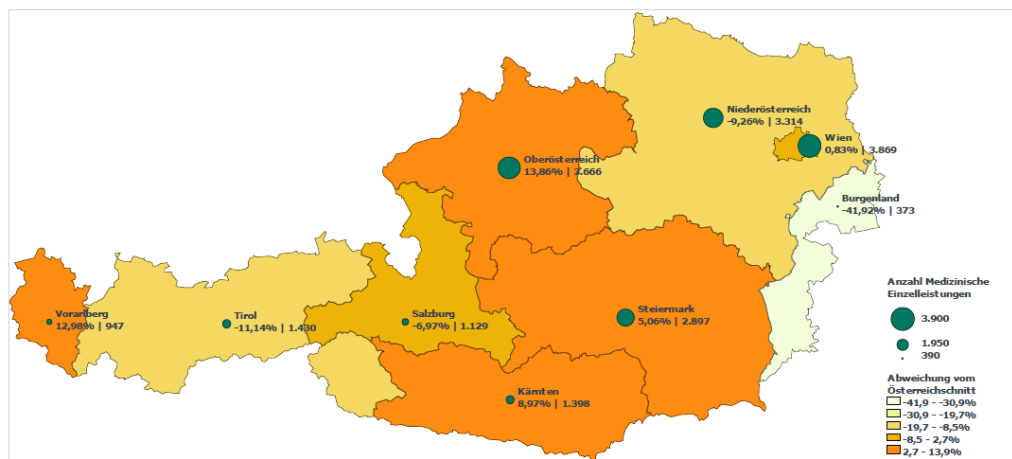 Niederösterreich
-9,26% | 3.314
Wien
0,83% | 3.869
Oberösterreich
13,86% | 3.666
Burgenland
-41,92% | 373
Vorarlberg
12,98% | 947
Tirol
-11,14% | 1.430
Salzburg
-6,97% | 1.129
Steiermark
5,06% | 2.897
Kärnten
8,97% | 1.398
Anzahl Medizinische
Einzelleistungen
3.900
1.950
390
Abweichung vom
Österreichschnitt
-41,9 - -30,9%
-30,9 - -19,7%
-19,7 - -8,5%
-8,5 - 2,7%
2,7 - 13,9%